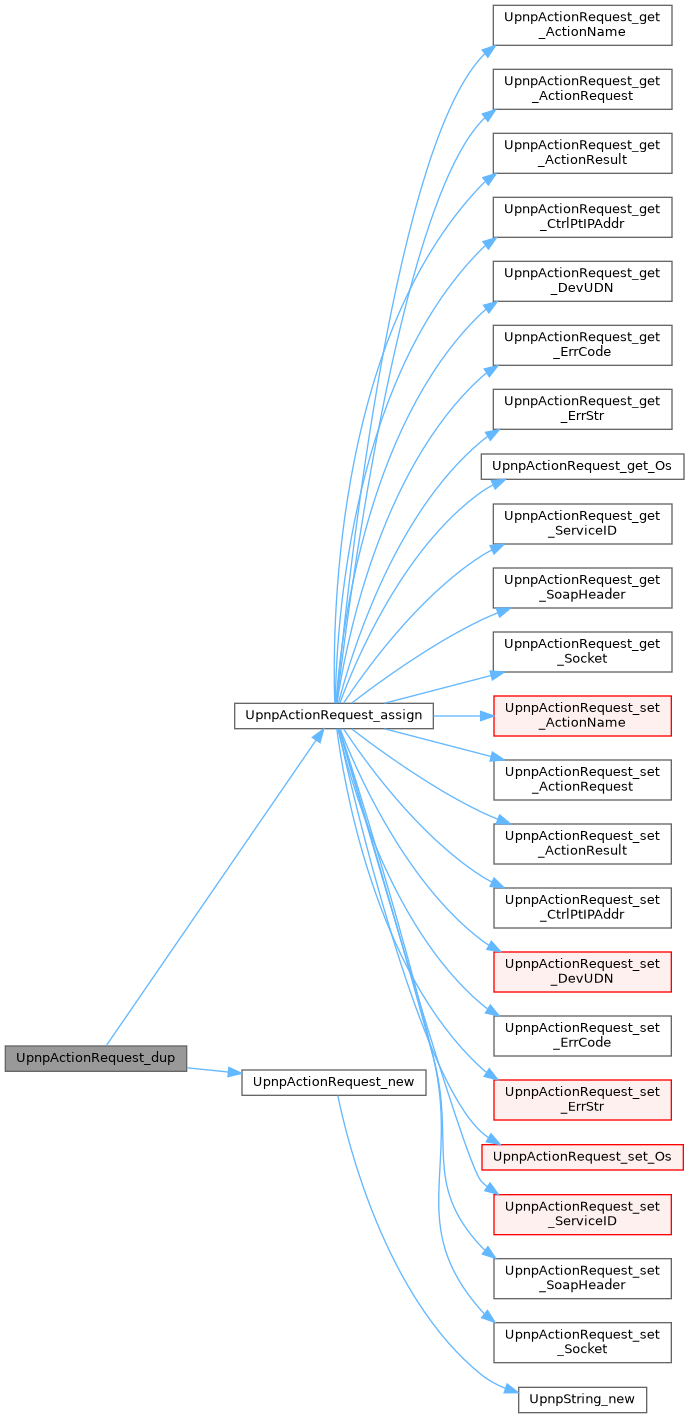 UpnpActionRequest_get
_ActionName
UpnpActionRequest_get
_ActionRequest
UpnpActionRequest_get
_ActionResult
UpnpActionRequest_get
_CtrlPtIPAddr
UpnpActionRequest_get
_DevUDN
UpnpActionRequest_get
_ErrCode
UpnpActionRequest_get
_ErrStr
UpnpActionRequest_get_Os
UpnpActionRequest_get
_ServiceID
UpnpActionRequest_get
_SoapHeader
UpnpActionRequest_get
_Socket
UpnpActionRequest_assign
UpnpActionRequest_set
_ActionName
UpnpActionRequest_set
_ActionRequest
UpnpActionRequest_set
_ActionResult
UpnpActionRequest_set
_CtrlPtIPAddr
UpnpActionRequest_set
_DevUDN
UpnpActionRequest_set
_ErrCode
UpnpActionRequest_dup
UpnpActionRequest_new
UpnpActionRequest_set
_ErrStr
UpnpActionRequest_set_Os
UpnpActionRequest_set
_ServiceID
UpnpActionRequest_set
_SoapHeader
UpnpActionRequest_set
_Socket
UpnpString_new